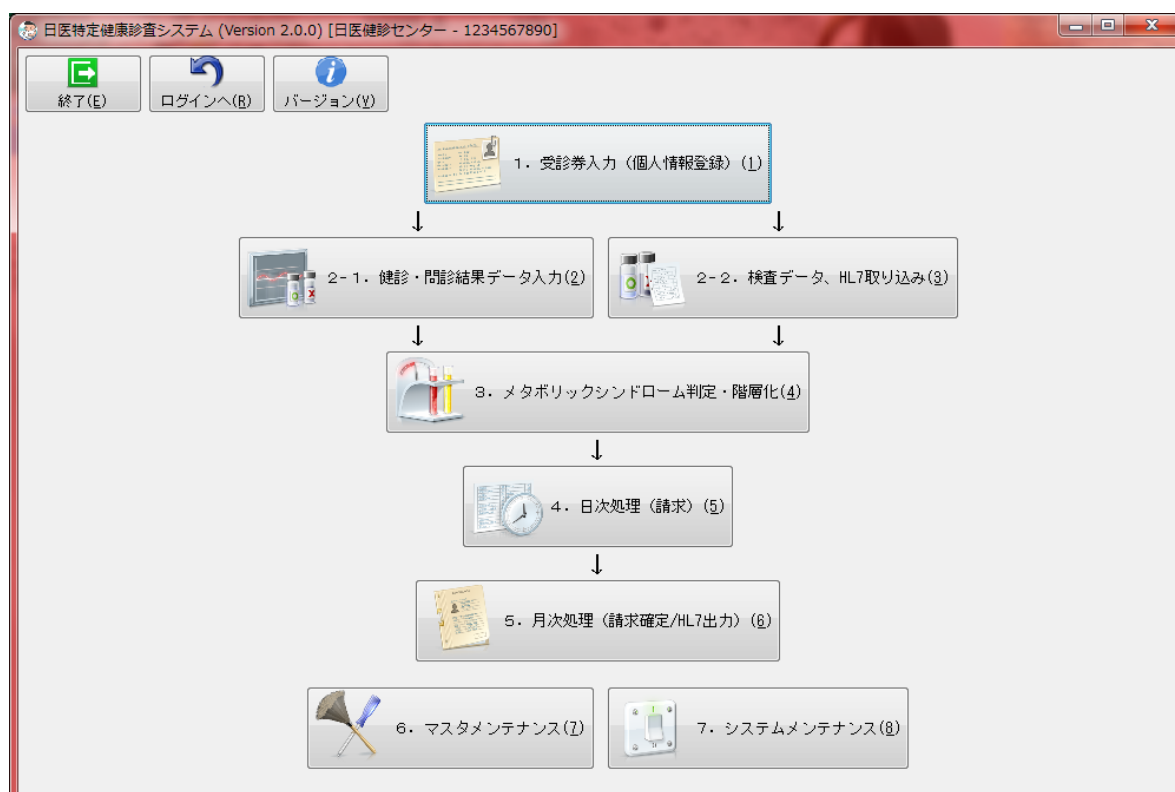 日医特定健康診査システム (Version 2.0.0) [日医健診センター - 1234567890]
終了(E)
ログインへ(R)
バージョン(V)
1．受診券入力（個人情報登録）(1)
↓ ↓
2-1．健診・問診結果データ入力(2)
2-2．検査データ、HL7取り込み(3)
↓ ↓
3．メタボリックシンドローム判定・階層化(4)
↓
4．日次処理（請求）(5)
↓
5．月次処理（請求確定/HL7出力）(6)
6．マスタメンテナンス(7)
7．システムメンテナンス(8)